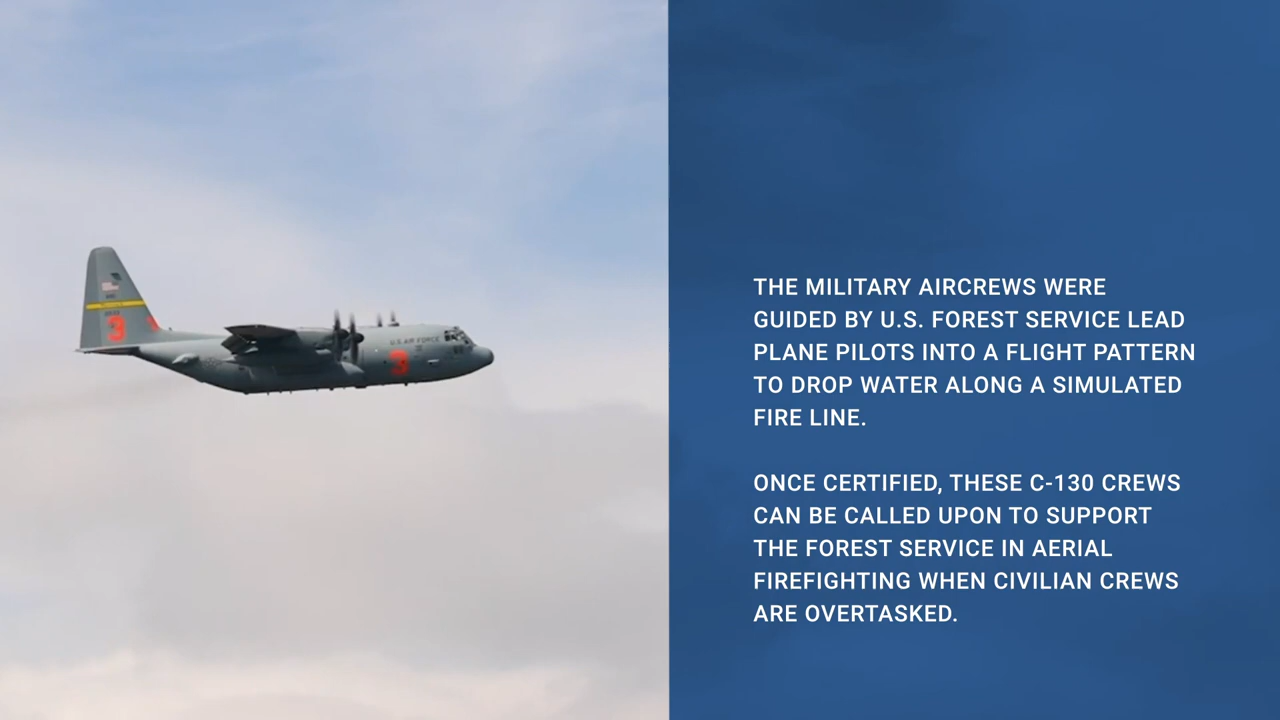 3
U.S. AIR FORCE
3
THE MILITARY AIRCREWS WERE
GUIDED BY U.S. FOREST SERVICE LEAD
PLANE PILOTS INTO A FLIGHT PATTERN
TO DROP WATER ALONG A SIMULATED
FIRE LINE.
ONCE CERTIFIED, THESE C-130 CREWS
CAN BE CALLED UPON TO SUPPORT
THE FOREST SERVICE IN AERIAL
FIREFIGHTING WHEN CIVILIAN CREWS
ARE OVERTASKED.